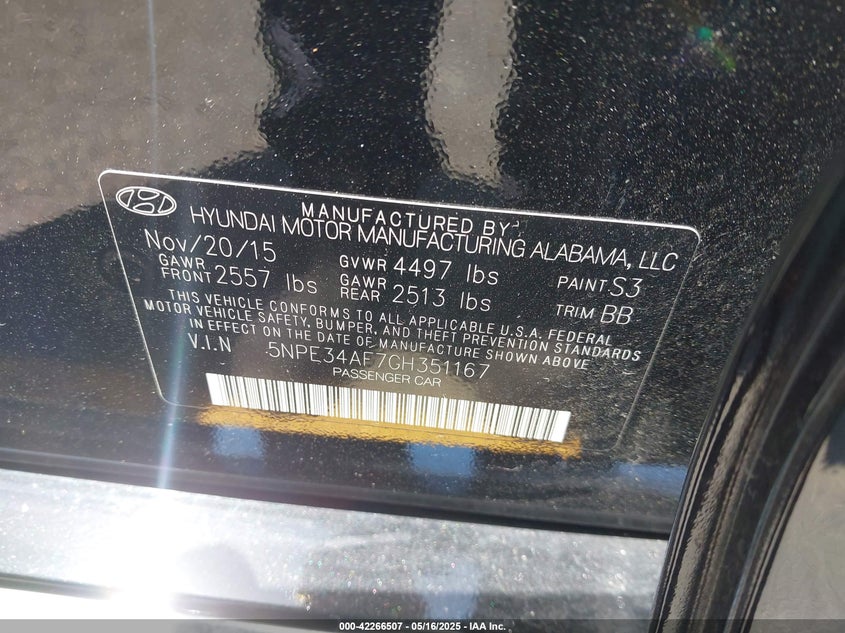 MANUFACTURED BY
HYUNDAI MOTOR MANUFACTURING ALABAMA, LLC
Nov/20/15 GVWR 4497 lbs PAINT S3
GAWR FRONT 2557 lbs GAWR REAR 2513 lbs TRIM BB
THIS VEHICLE CONFORMS TO ALL APPLICABLE U.S.A. FEDERAL
MOTOR VEHICLE SAFETY, BUMPER, AND THEFT PREVENTION STANDARDS
IN EFFECT ON THE DATE OF MANUFACTURE SHOWN ABOVE
V.I.N 5NPE34AF7GH351167
PASSENGER CAR
000-42266507 - 05/16/2025 - IAA Inc.